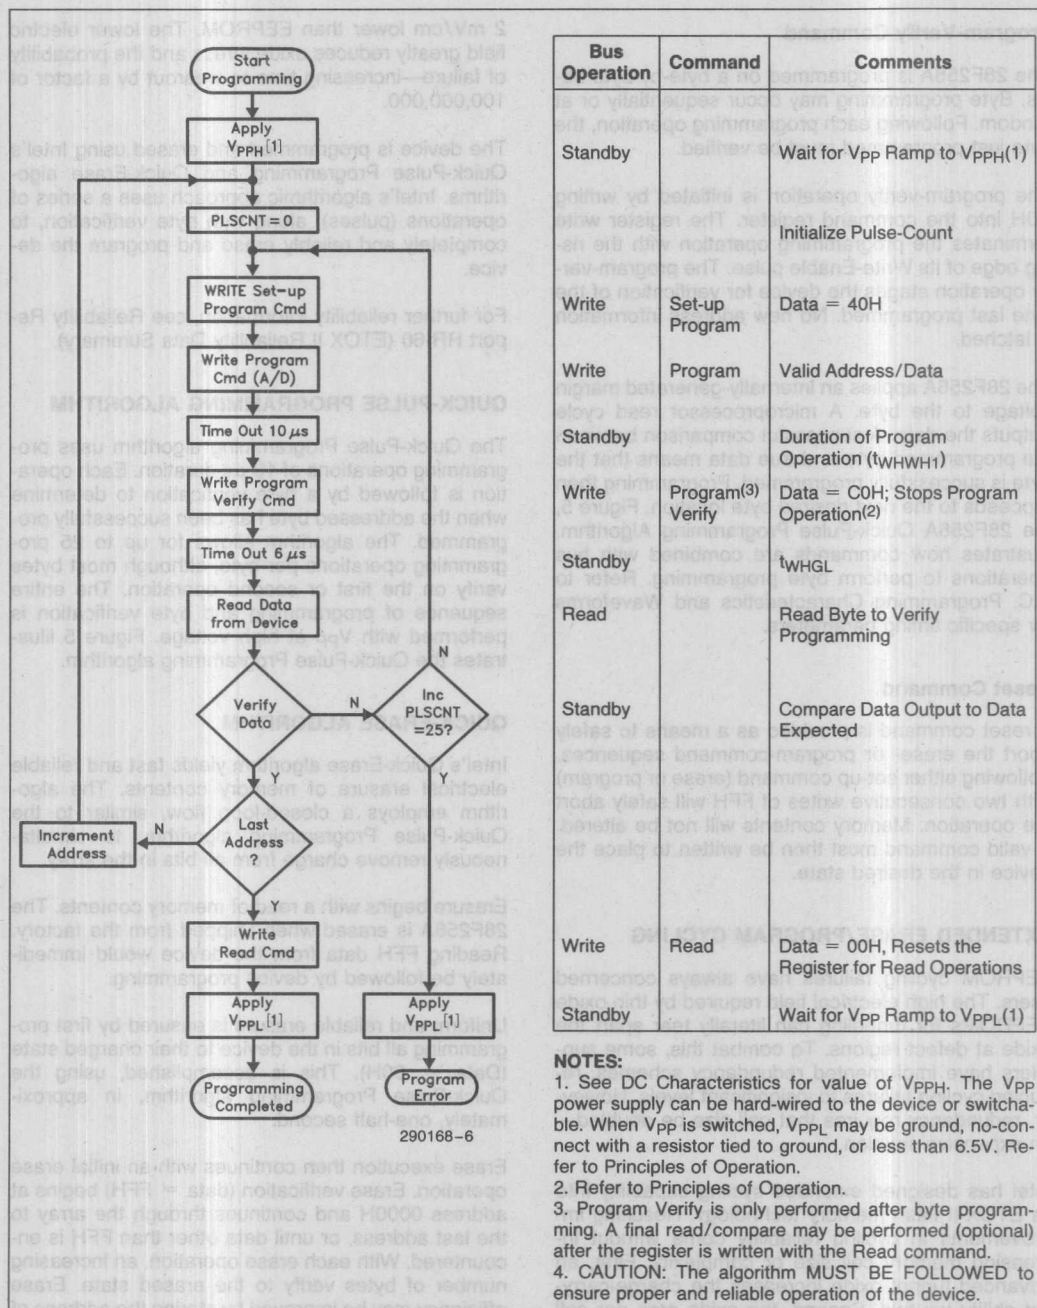 Start
Programming
Apply
VPPH[1]
PLSCNT=0
WRITE Set-up
Program Cmd
Write Program
Cmd (A/D)
Time Out 10 μs
Write Program
Verify Cmd
Time Out 6 μs
Read Data
from Device
Verify
Data
N
Inc
PLSCNT
=25?
N
Y
Y
Last
Address
?
N
Increment
Address
Y
Write
Read Cmd
Apply
VPPL[1]
Apply
VPPL[1]
Programming
Completed
Program
Error
290168-6
Bus
Operation Command Comments
Standby Wait for VPP Ramp to VPPH(1)
Initialize Pulse-Count
Write Set-up Data = 40H
Program
Write Program Valid Address/Data
Standby Duration of Program
Operation (tWHWH1)
Write Program(3) Data = C0H; Stops Program
Verify Operation(2)
Standby tWHGL
Read Read Byte to Verify
Programming
Standby Compare Data Output to Data
Expected
Write Read Data = 00H, Resets the
Register for Read Operations
Standby Wait for VPP Ramp to VPPL(1)
NOTES:
1. See DC Characteristics for value of VPPH. The VPP
power supply can be hard-wired to the device or switcha-
ble. When VPP is switched, VPPL may be ground, no-con-
nect with a resistor tied to ground, or less than 6.5V. Re-
fer to Principles of Operation.
2. Refer to Principles of Operation.
3. Program Verify is only performed after byte program-
ming. A final read/compare may be performed (optional)
after the register is written with the Read command.
4. CAUTION: The algorithm MUST BE FOLLOWED to
ensure proper and reliable operation of the device.